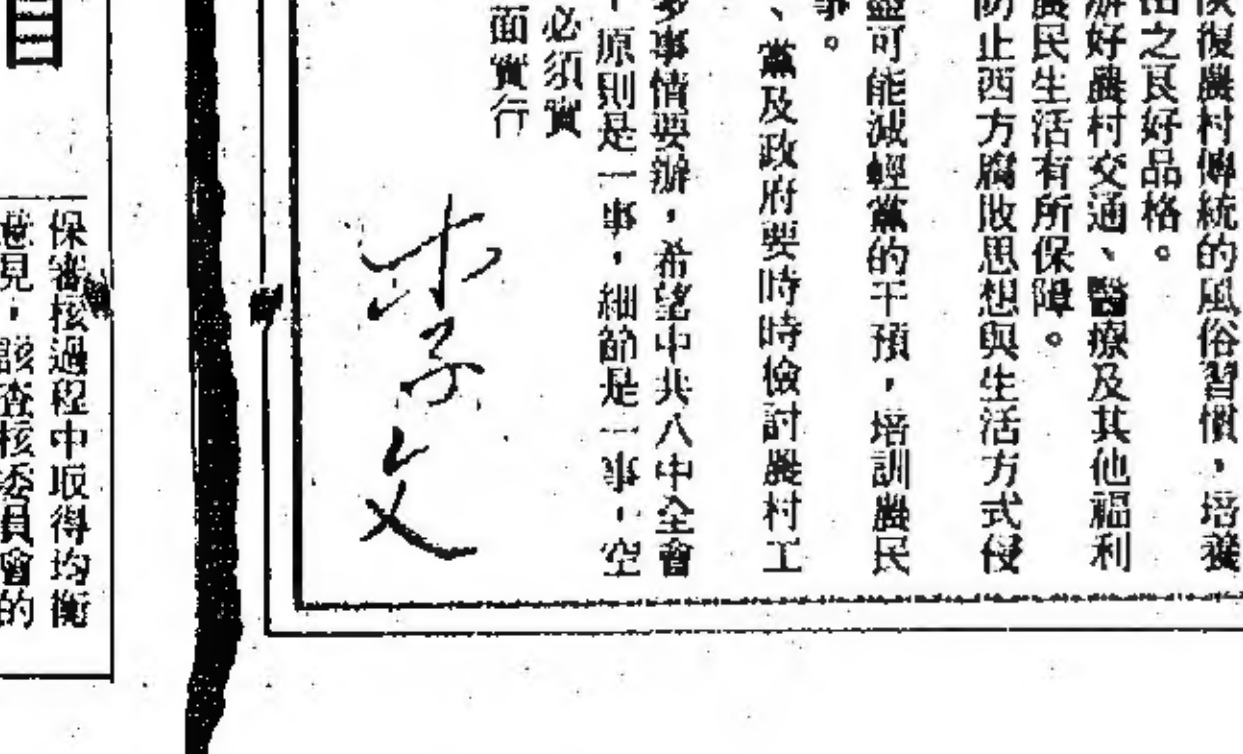 恢復農村傳統的風俗習慣，培養
出之良好品格。
辦好農村交通、醫療及其他福利
農民生活有所保障。
防止西方腐敗思想與生活方式侵
盡可能減輕黨的干預，培訓農民
事。
、黨及政府要時時檢討農村工
多事情要辦，希望中共八中全會
，原則是一事，細節是一事，空
必須實
面實行
李文
目
保審核過程中取得均衡
意見，該查核委員會的